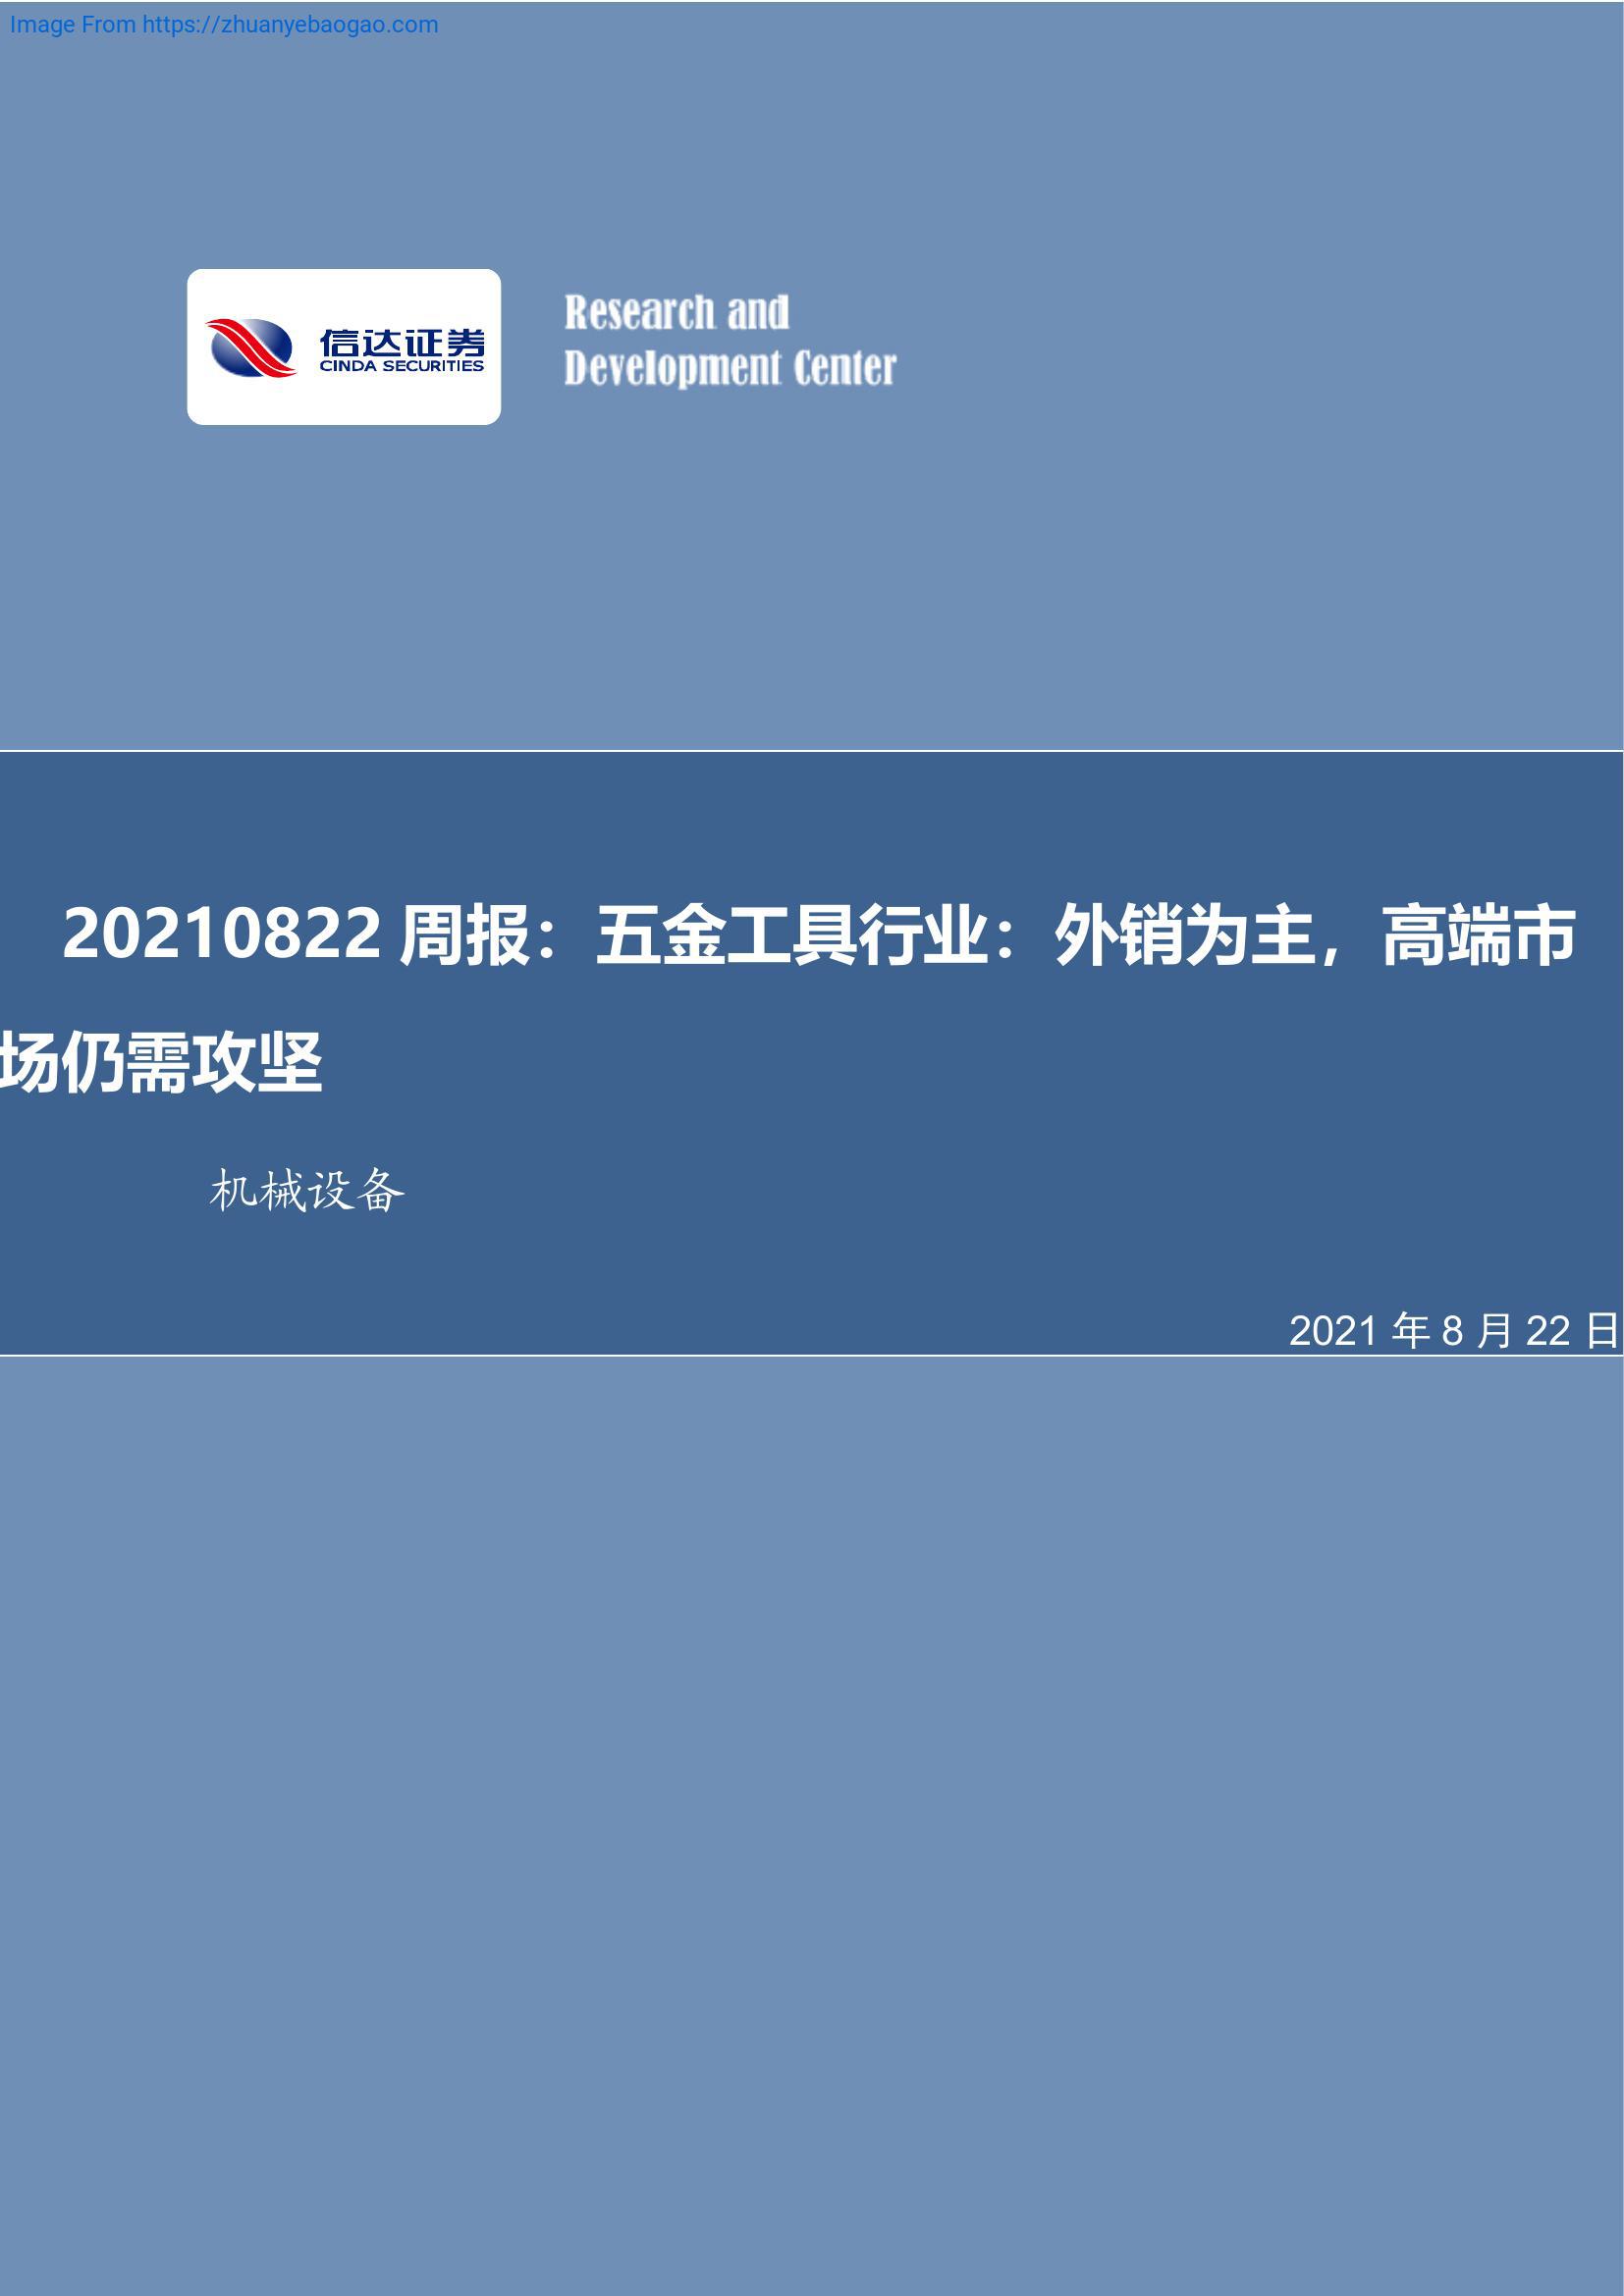 Image From https://zhuanyebaogao.com
信达证券
CINDA SECURITIES
Research and
Development Center
20210822 周报：五金工具行业：外销为主，高端市
场仍需攻坚
机械设备
2021 年 8 月 22 日